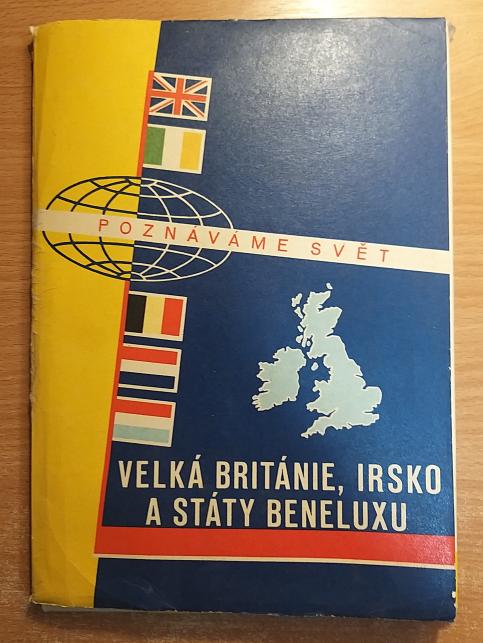 POZNÁVÁME SVĚT
VELKÁ BRITÁNIE, IRSKO
A STÁTY BENELUXU